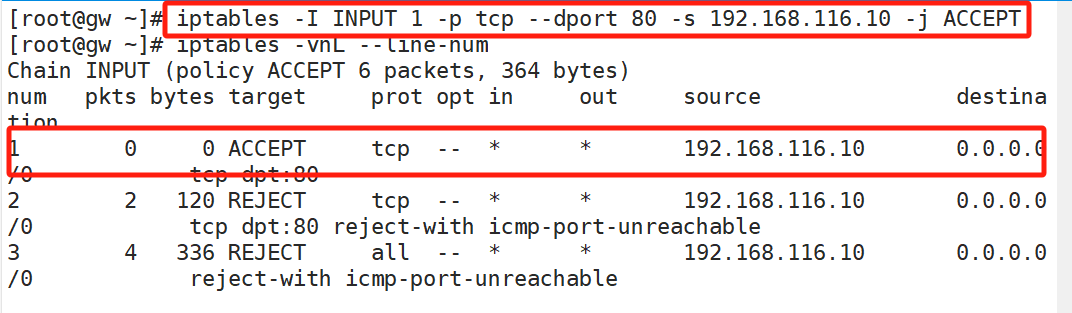 [root@gw ~]# iptables -I INPUT 1 -p tcp --dport 80 -s 192.168.116.10 -j ACCEPT
[root@gw ~]# iptables -vnL --line-num
Chain INPUT (policy ACCEPT 6 packets, 364 bytes)
num   pkts bytes target     prot opt in     out     source               destina
tion
1        0     0 ACCEPT     tcp  --  *      *       192.168.116.10       0.0.0.0
/0            tcp dpt:80
2        2   120 REJECT     tcp  --  *      *       192.168.116.10       0.0.0.0
/0            tcp dpt:80 reject-with icmp-port-unreachable
3        4   336 REJECT     all  --  *      *       192.168.116.10       0.0.0.0
/0            reject-with icmp-port-unreachable